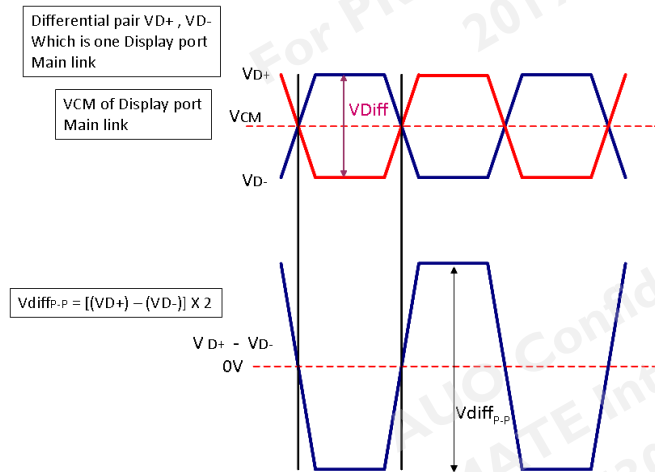 Differential pair VD+ , VD-
Which is one Display port
Main link
VD+
VCM of Display port
Main link
VCM
VDiff
VD-
VdiffP-P = [(VD+) – (VD-)] X 2
V D+ - VD-
0V
VdiffP-P